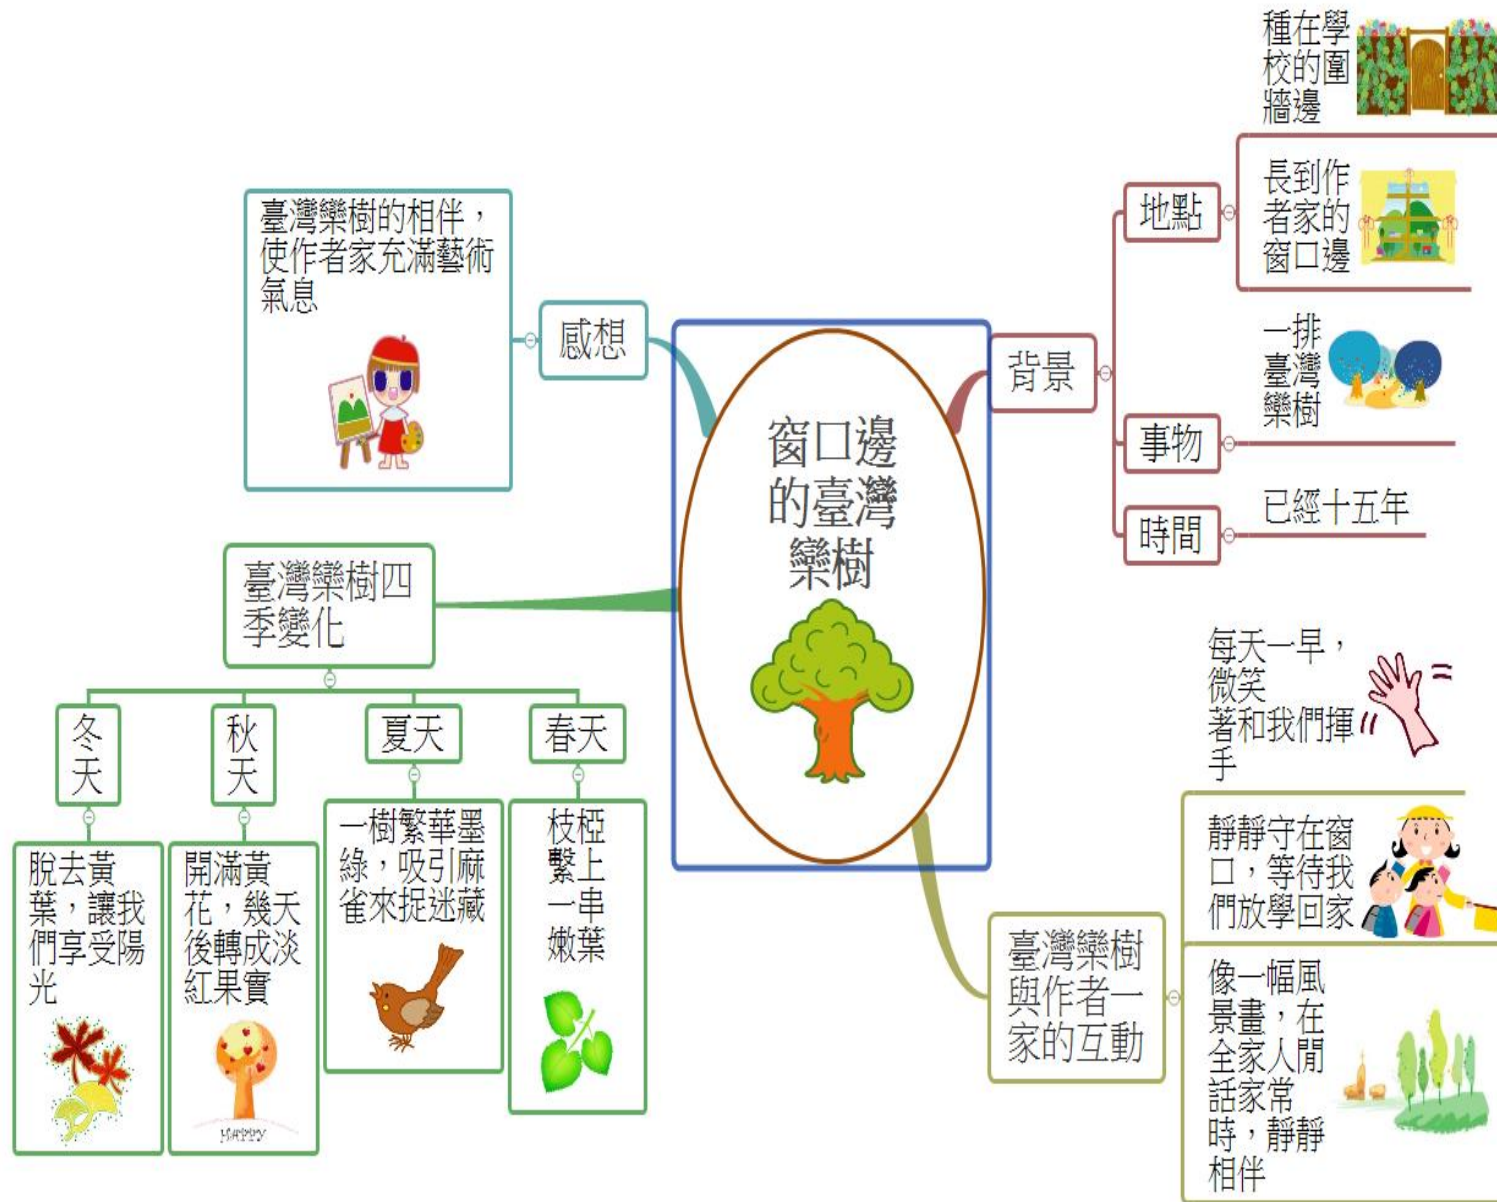 窗口邊
的臺灣
欒樹
背景
地點
種在學
校的圍
牆邊
長到作
者家的
窗口邊
事物
一排
臺灣
欒樹
時間
已經十五年
臺灣欒樹
與作者一
家的互動
每天一早，
微笑
著和我們揮
手
靜靜守在窗
口，等待我
們放學回家
像一幅風
景畫，在
全家人閒
話家常
時，靜靜
相伴
臺灣欒樹四
季變化
春天
枝椏
繫上
一串
嫩葉
夏天
一樹繁華墨
綠，吸引麻
雀來捉迷藏
秋
天
開滿黃
花，幾天
後轉成淡
紅果實
HAPPY
冬
天
脫去黃
葉，讓我
們享受陽
光
感想
臺灣欒樹的相伴，
使作者家充滿藝術
氣息